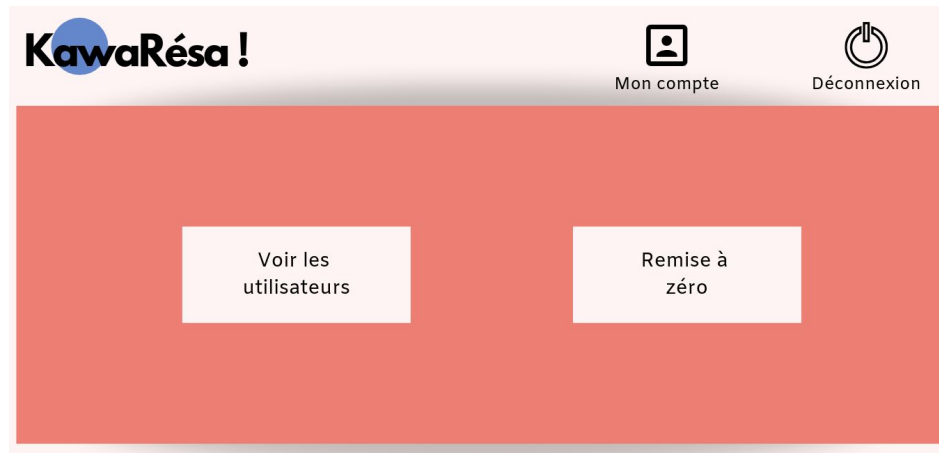 KawaRésa !
Mon compte
Déconnexion
Voir les
utilisateurs
Remise à
zéro